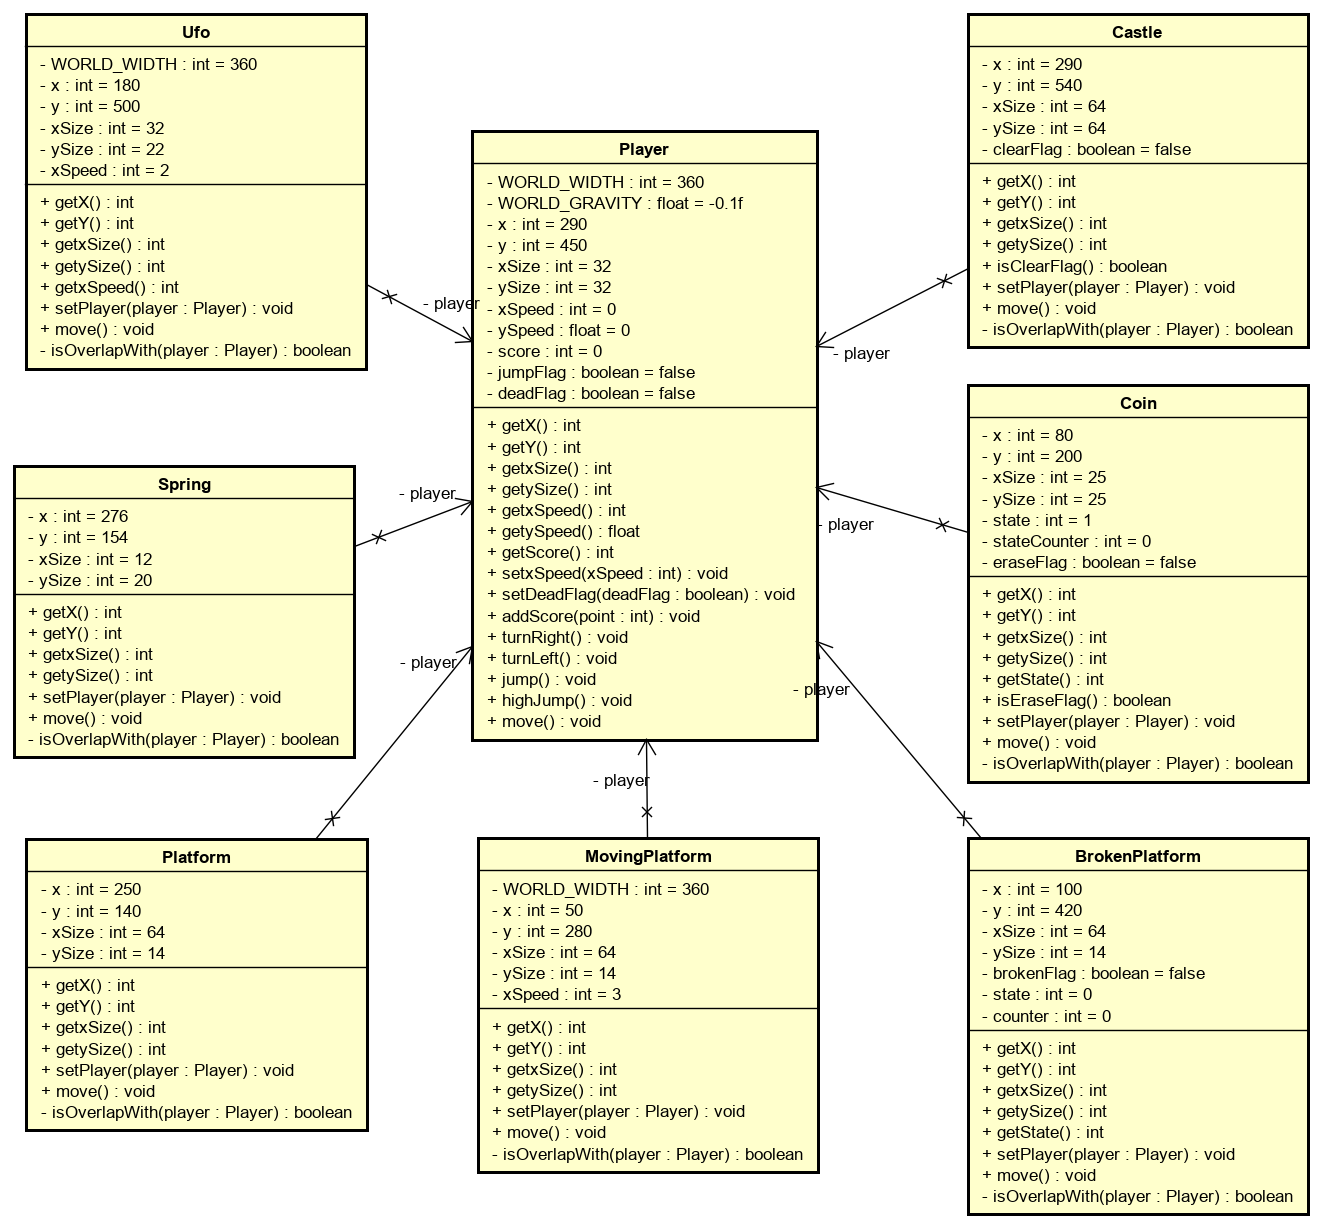 Ufo
- WORLD_WIDTH : int = 360
- x : int = 180
- y : int = 500
- xSize : int = 32
- ySize : int = 22
- xSpeed : int = 2
+ getX() : int
+ getY() : int
+ getxSize() : int
+ getySize() : int
+ getxSpeed() : int
+ setPlayer(player : Player) : void
+ move() : void
- isOverlapWith(player : Player) : boolean
- player
Player
- WORLD_WIDTH : int = 360
- WORLD_GRAVITY : float = -0.1f
- x : int = 290
- y : int = 450
- xSize : int = 32
- ySize : int = 32
- xSpeed : int = 0
- ySpeed : float = 0
- score : int = 0
- jumpFlag : boolean = false
- deadFlag : boolean = false
+ getX() : int
+ getY() : int
+ getxSize() : int
+ getySize() : int
+ getxSpeed() : int
+ getySpeed() : float
+ getScore() : int
+ setxSpeed(xSpeed : int) : void
+ setDeadFlag(deadFlag : boolean) : void
+ addScore(point : int) : void
+ turnRight() : void
+ turnLeft() : void
+ jump() : void
+ highJump() : void
+ move() : void
Castle
- x : int = 290
- y : int = 540
- xSize : int = 64
- ySize : int = 64
- clearFlag : boolean = false
+ getX() : int
+ getY() : int
+ getxSize() : int
+ getySize() : int
+ isClearFlag() : boolean
+ setPlayer(player : Player) : void
+ move() : void
- isOverlapWith(player : Player) : boolean
- player
Spring
- x : int = 276
- y : int = 154
- xSize : int = 12
- ySize : int = 20
+ getX() : int
+ getY() : int
+ getxSize() : int
+ getySize() : int
+ setPlayer(player : Player) : void
+ move() : void
- isOverlapWith(player : Player) : boolean
- player
Coin
- x : int = 80
- y : int = 200
- xSize : int = 25
- ySize : int = 25
- state : int = 1
- stateCounter : int = 0
- eraseFlag : boolean = false
+ getX() : int
+ getY() : int
+ getxSize() : int
+ getySize() : int
+ getState() : int
+ isEraseFlag() : boolean
+ setPlayer(player : Player) : void
+ move() : void
- isOverlapWith(player : Player) : boolean
- player
- player
- player
- player
Platform
- x : int = 250
- y : int = 140
- xSize : int = 64
- ySize : int = 14
+ getX() : int
+ getY() : int
+ getxSize() : int
+ getySize() : int
+ setPlayer(player : Player) : void
+ move() : void
- isOverlapWith(player : Player) : boolean
MovingPlatform
- WORLD_WIDTH : int = 360
- x : int = 50
- y : int = 280
- xSize : int = 64
- ySize : int = 14
- xSpeed : int = 3
+ getX() : int
+ getY() : int
+ getxSize() : int
+ getySize() : int
+ setPlayer(player : Player) : void
+ move() : void
- isOverlapWith(player : Player) : boolean
BrokenPlatform
- x : int = 100
- y : int = 420
- xSize : int = 64
- ySize : int = 14
- brokenFlag : boolean = false
- state : int = 0
- counter : int = 0
+ getX() : int
+ getY() : int
+ getxSize() : int
+ getySize() : int
+ getState() : int
+ setPlayer(player : Player) : void
+ move() : void
- isOverlapWith(player : Player) : boolean